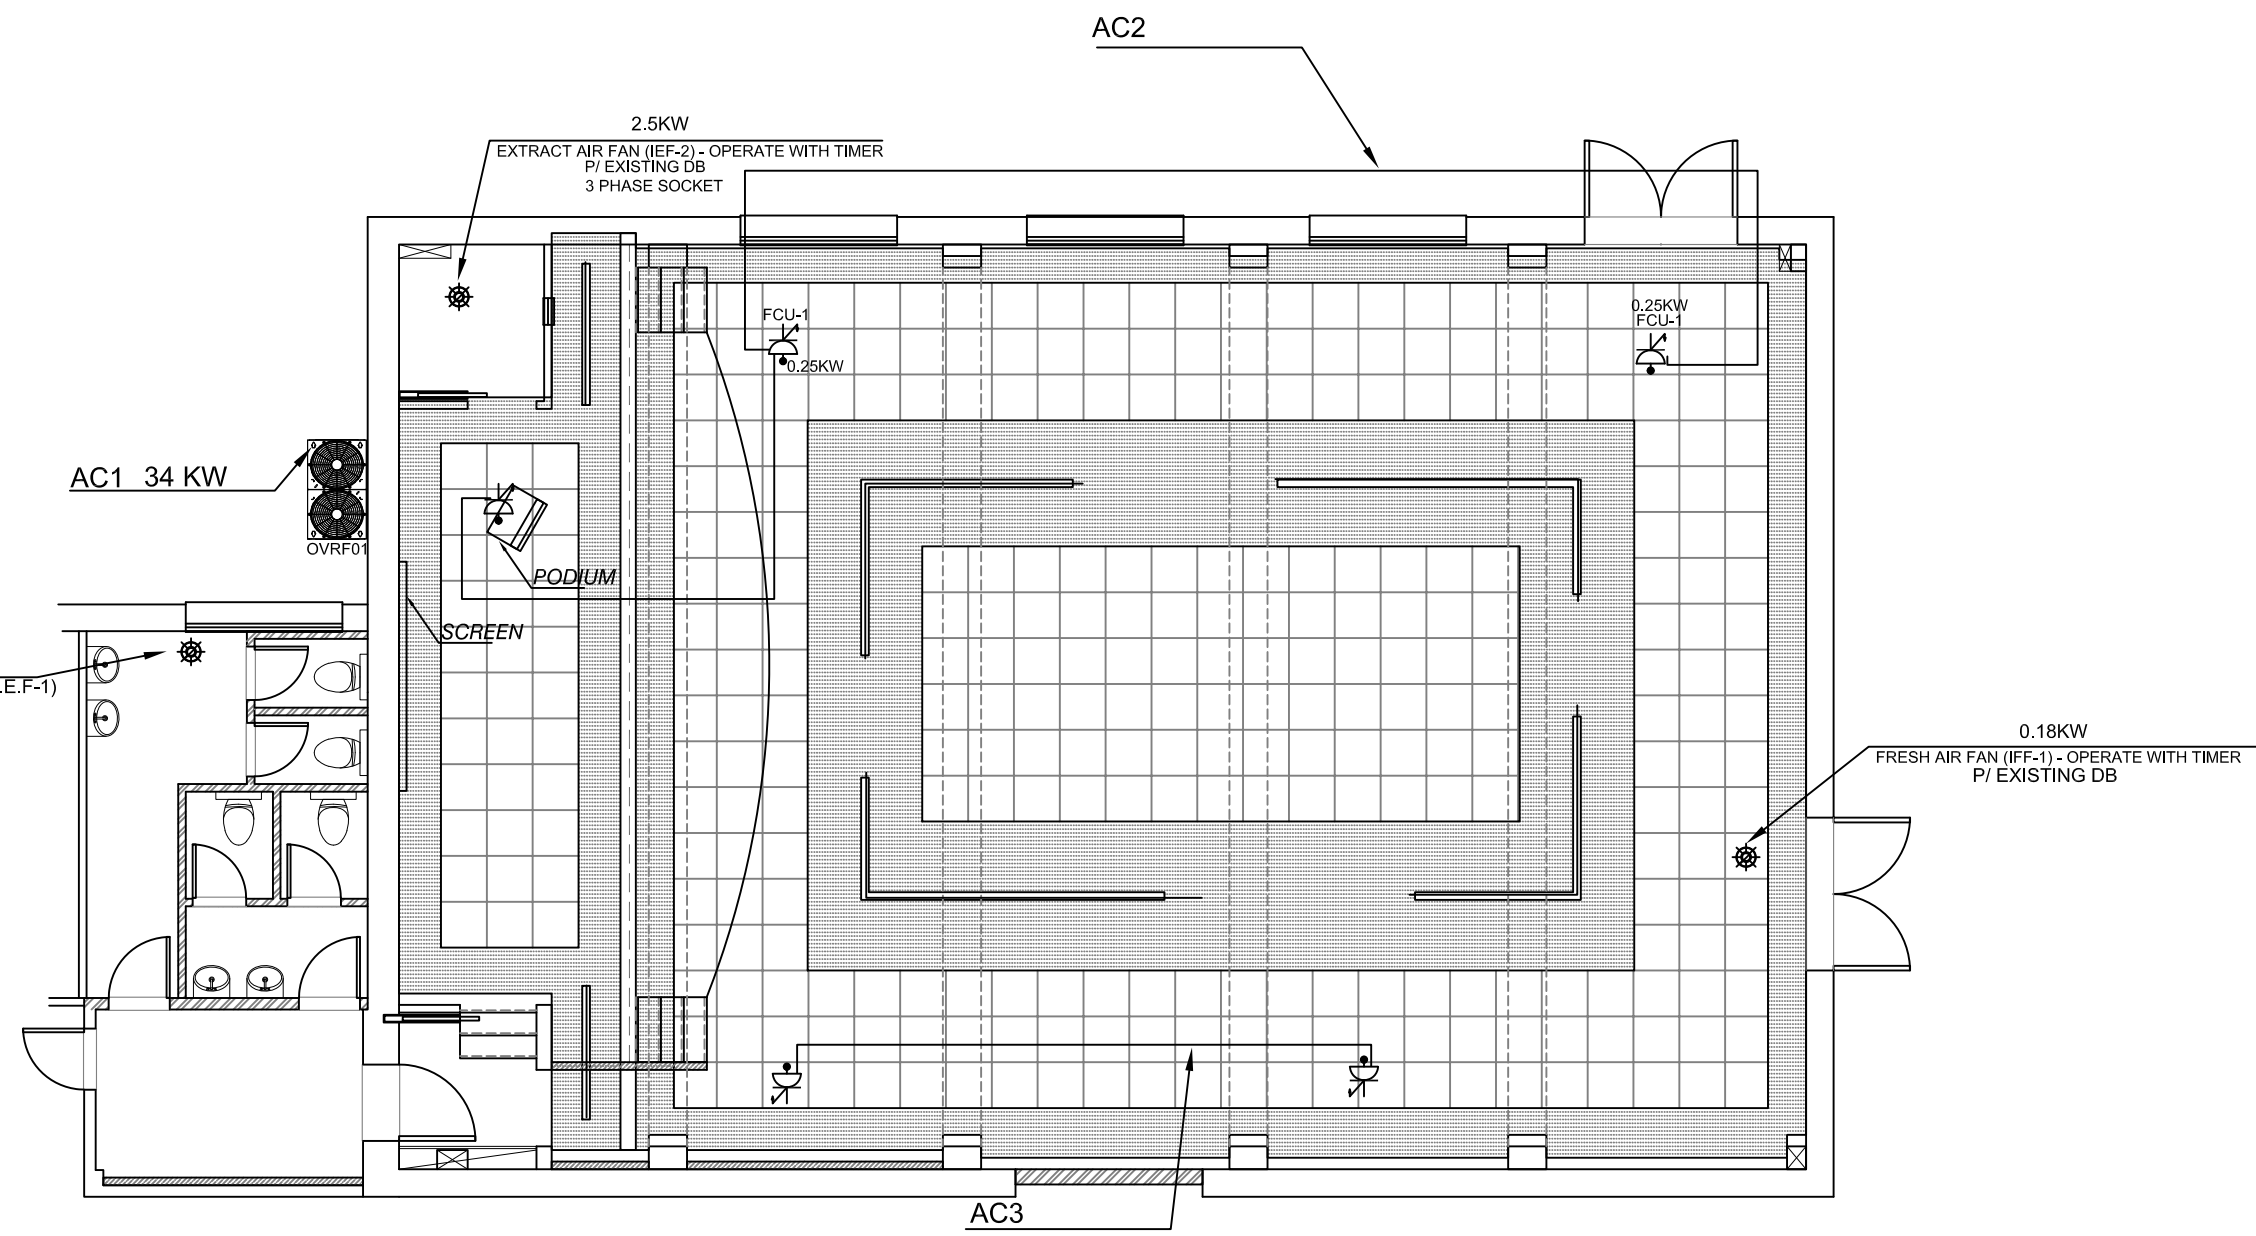 AC2
2.5KW
EXTRACT AIR FAN (IEF-2) - OPERATE WITH TIMER
P/ EXISTING DB
3 PHASE SOCKET
FCU-1
0.25KW
0.25KW
FCU-1
AC1 34 KW
OVRF01
PODIUM
SCREEN
.E.F-1)
0.18KW
FRESH AIR FAN (IFF-1) - OPERATE WITH TIMER
P/ EXISTING DB
AC3